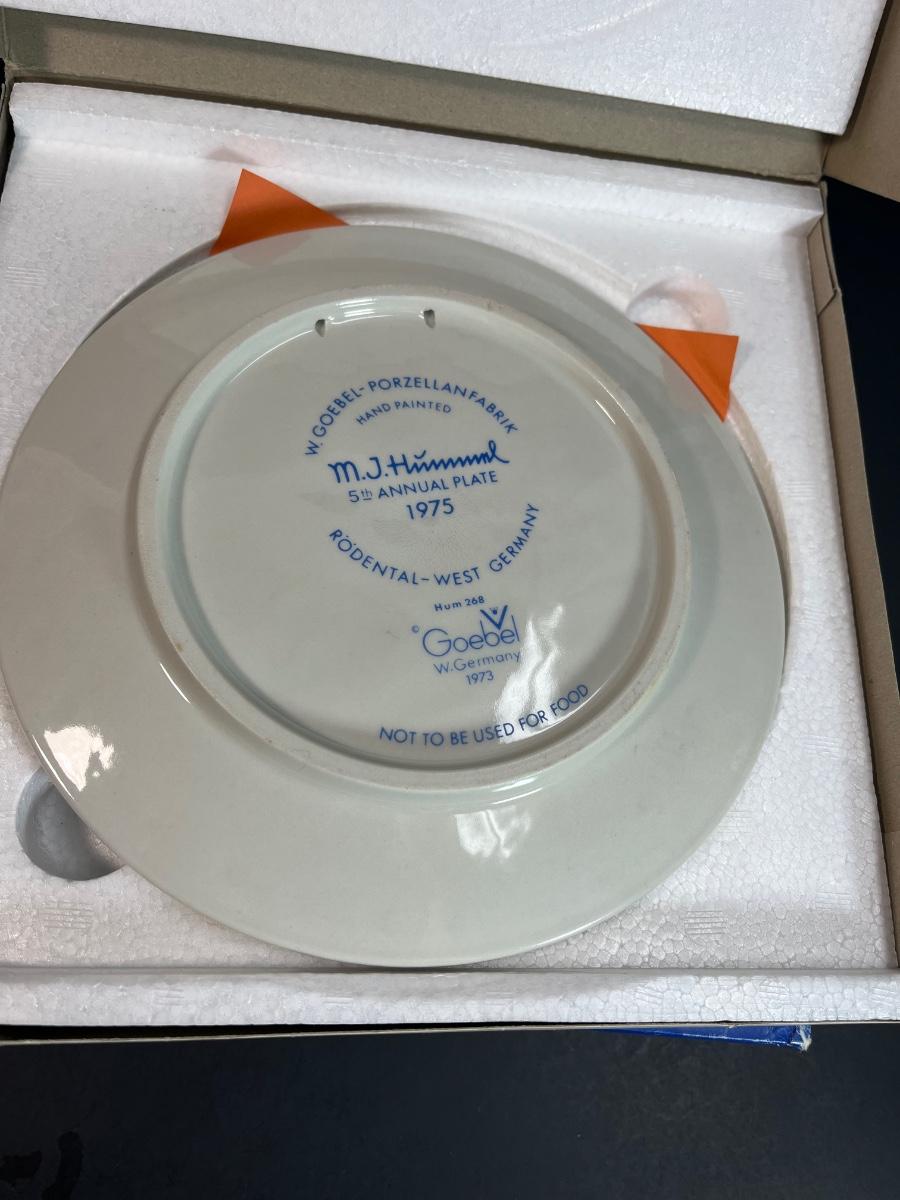 W. GOEBEL-PORZELLANFABRIK
HAND PAINTED
M.J.Hummel
5th ANNUAL PLATE
1975
RÖDENTAL-WEST GERMANY
Hum 268
© Goebel
W.Germany
1973
NOT TO BE USED FOR FOOD